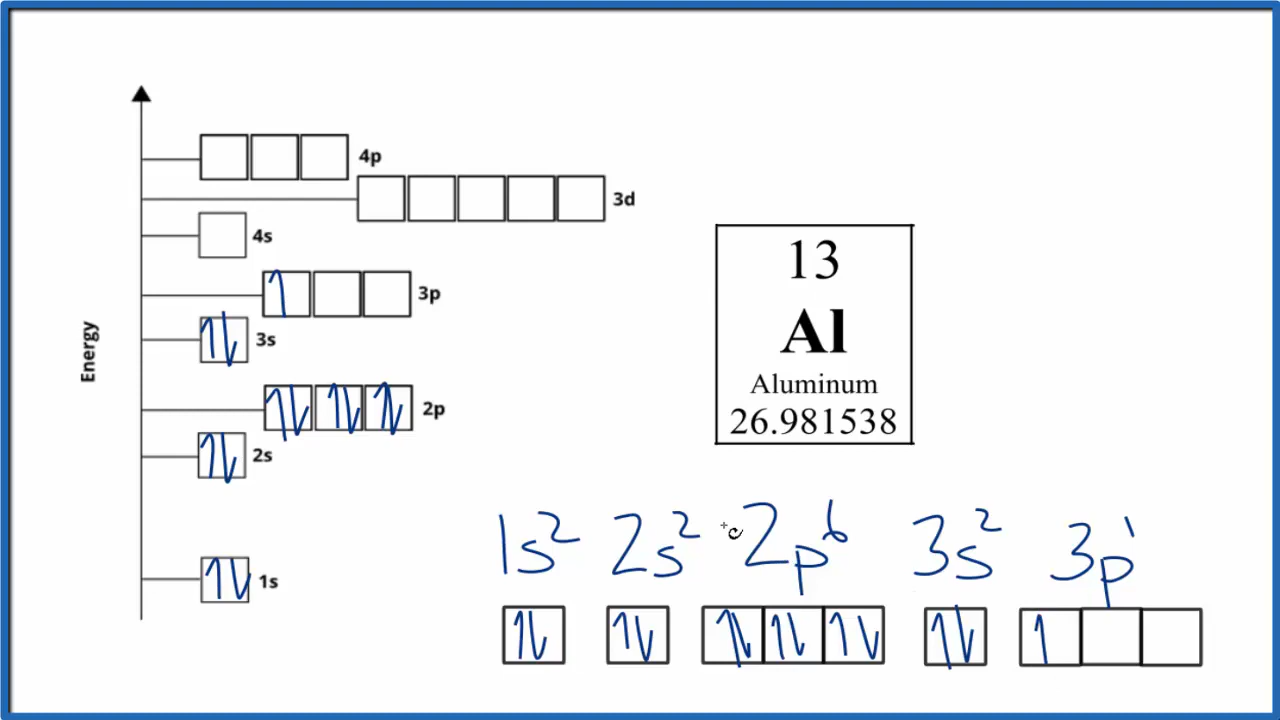 4p
3d
4s
3p
3s
2p
2s
1s
Energy
13
Al
Aluminum
26.981538
1s² 2s² 2p⁶ 3s² 3p¹